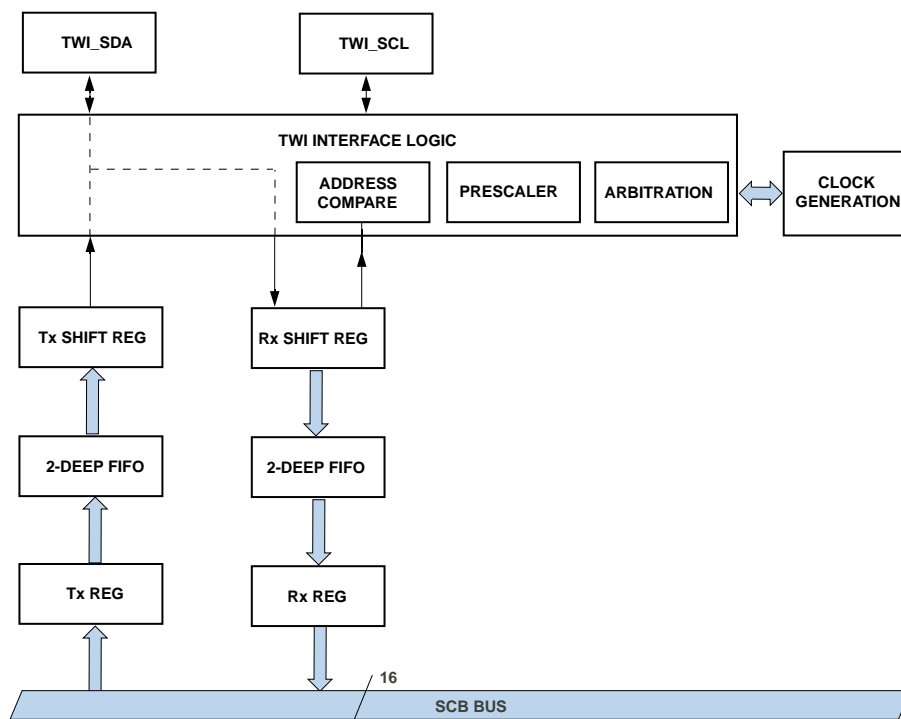 TWI_SDA
TWI_SCL
TWI INTERFACE LOGIC
ADDRESS
COMPARE
PRESCALER
ARBITRATION
CLOCK
GENERATION
Tx SHIFT REG
Rx SHIFT REG
2-DEEP FIFO
2-DEEP FIFO
Tx REG
Rx REG
16
SCB BUS